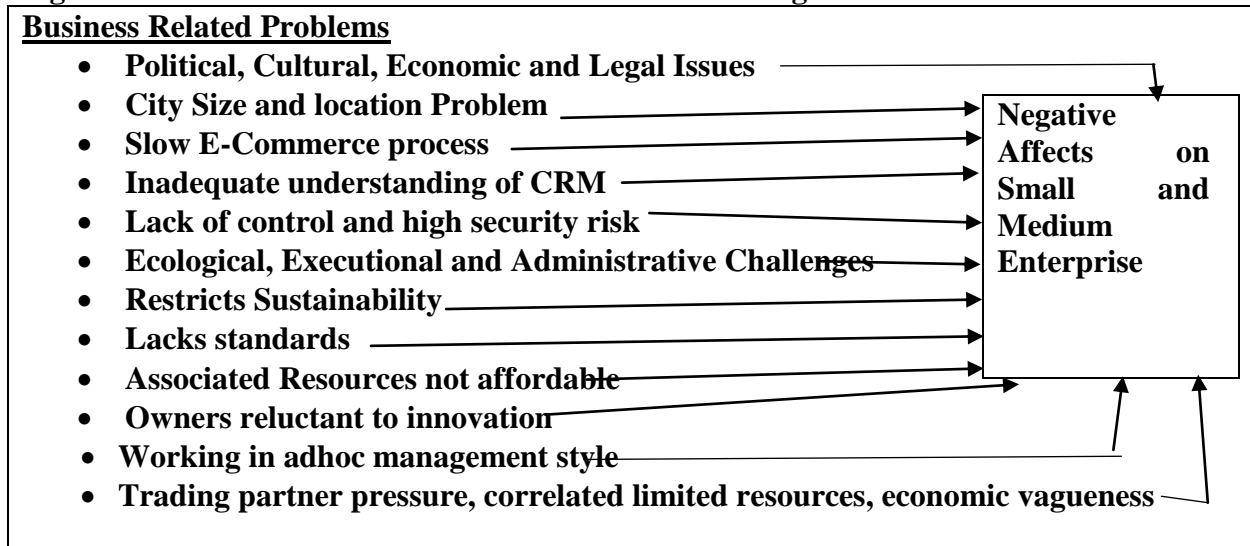 Business Related Problems
• Political, Cultural, Economic and Legal Issues
• City Size and location Problem
• Slow E-Commerce process
• Inadequate understanding of CRM
• Lack of control and high security risk
• Ecological, Executional and Administrative Challenges
• Restricts Sustainability
• Lacks standards
• Associated Resources not affordable
• Owners reluctant to innovation
• Working in adhoc management style
• Trading partner pressure, correlated limited resources, economic vagueness
Negative
Affects on
Small and
Medium
Enterprise